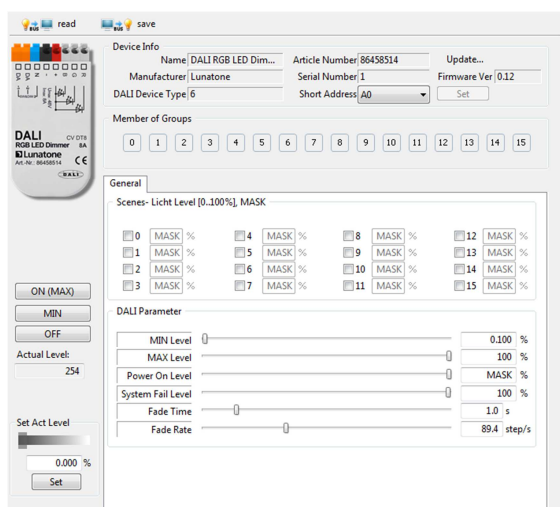 read save
Device Info
Name DALI RGB LED Dim... Article Number 86458514 Update...
Manufacturer Lunatone Serial Number 1 Firmware Ver 0.12
DALI Device Type 6 Short Address A0 Set
Member of Groups
0 1 2 3 4 5 6 7 8 9 10 11 12 13 14 15
DA DA N - + B G R
DALI CV DT8
RGB LED Dimmer 8A
Lunatone
Art.-Nr.: 86458514 CE
DALI
General
Scenes- Licht Level [0..100%], MASK
0 MASK % 4 MASK % 8 MASK % 12 MASK %
1 MASK % 5 MASK % 9 MASK % 13 MASK %
2 MASK % 6 MASK % 10 MASK % 14 MASK %
3 MASK % 7 MASK % 11 MASK % 15 MASK %
ON (MAX)
MIN
OFF
Actual Level:
254
Set Act Level
0.000 %
Set
DALI Parameter
MIN Level 0.100 %
MAX Level 100 %
Power On Level MASK %
System Fail Level 100 %
Fade Time 1.0 s
Fade Rate 89.4 step/s